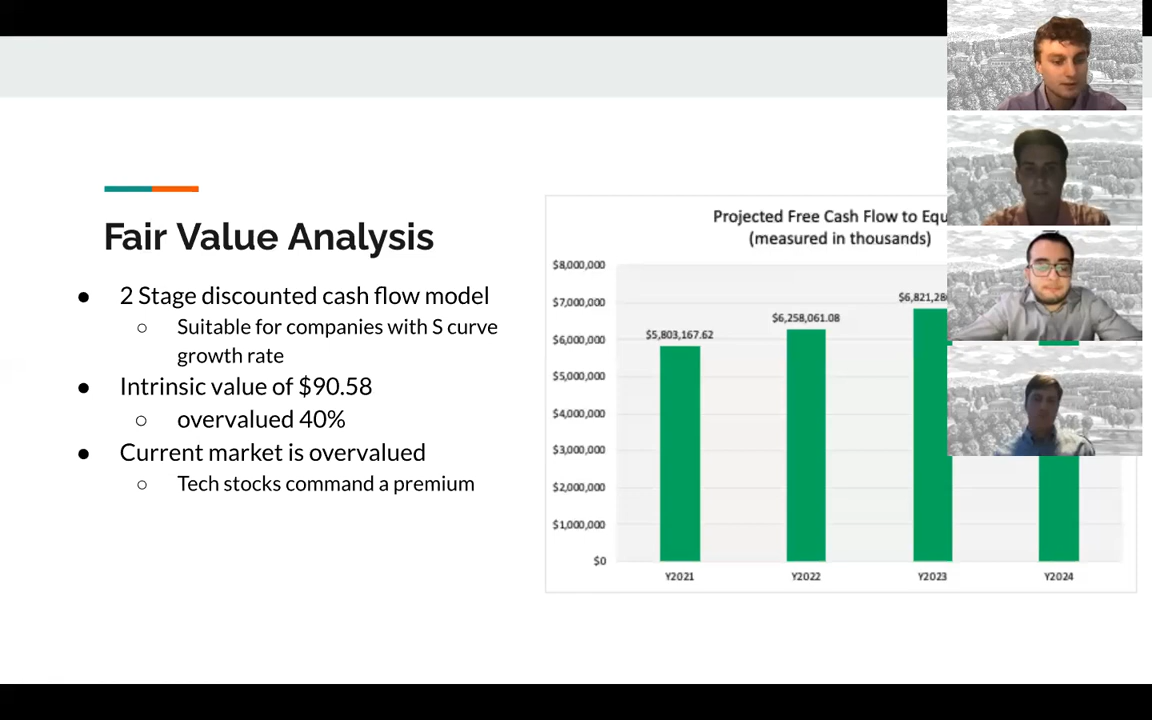 Fair Value Analysis
● 2 Stage discounted cash flow model
○ Suitable for companies with S curve
growth rate
● Intrinsic value of $90.58
○ overvalued 40%
● Current market is overvalued
○ Tech stocks command a premium
Projected Free Cash Flow to Equ
(measured in thousands)
$8,000,000
$7,000,000
$6,000,000
$5,000,000
$4,000,000
$3,000,000
$2,000,000
$1,000,000
$0
$5,803,167.62
$6,258,061.08
Y2021
Y2022
Y2023
Y2024